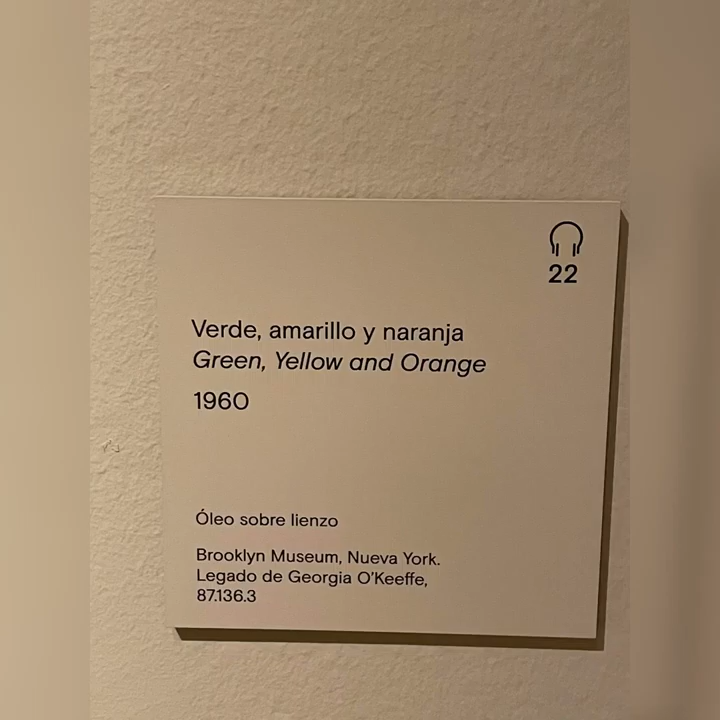 22
Verde, amarillo y naranja
Green, Yellow and Orange
1960
Óleo sobre lienzo
Brooklyn Museum, Nueva York.
Legado de Georgia O'Keeffe,
87.136.3